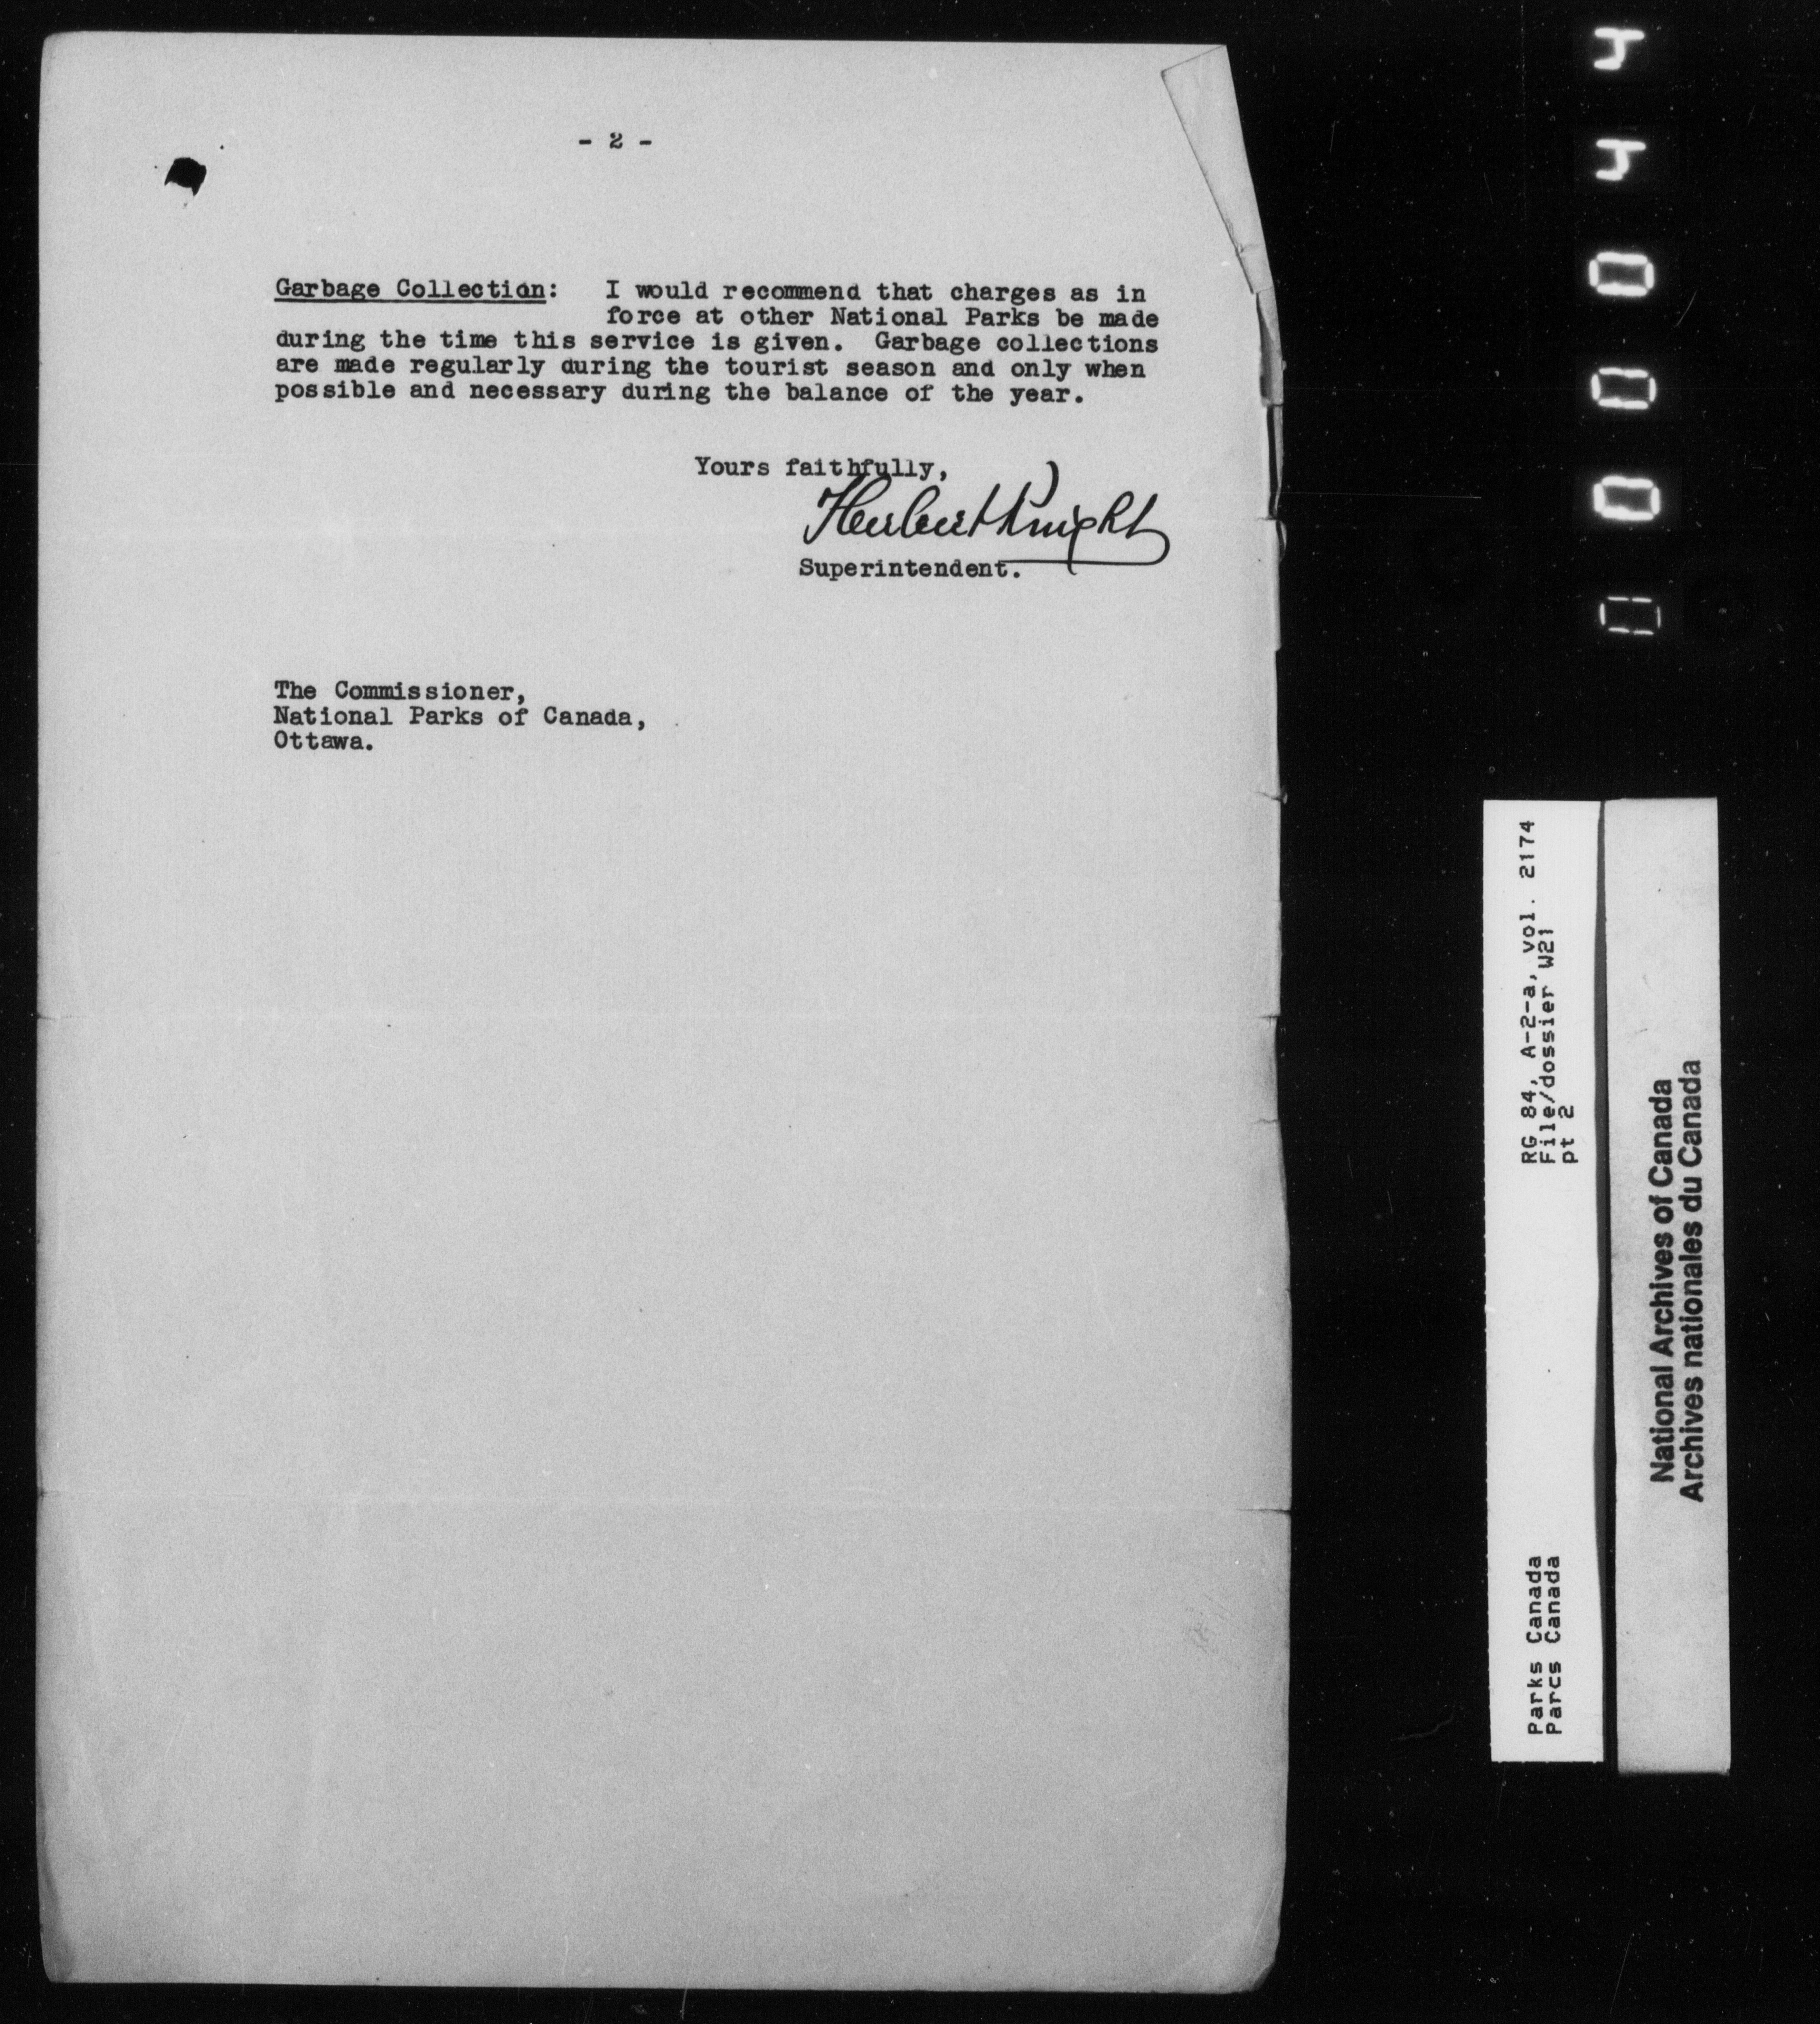 - 2 -
Garbage Collection: I would recommend that charges as in
force at other National Parks be made
during the time this service is given. Garbage collections
are made regularly during the tourist season and only when
possible and necessary during the balance of the year.
Yours faithfully,
Herbert Knight
Superintendent.
The Commissioner,
National Parks of Canada,
Ottawa.
RG 84, A-2-a, vol. 2174
File/dossier W21
pt 2
Parks Canada
Parcs Canada
National Archives of Canada
Archives nationales du Canada